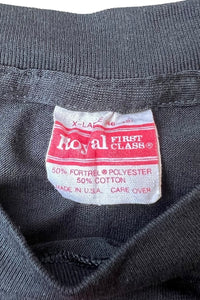 X-LARGE
Royal FIRST
CLASS®
50% FORTREL® POLYESTER
50% COTTON
MADE IN U.S.A. CARE OVER